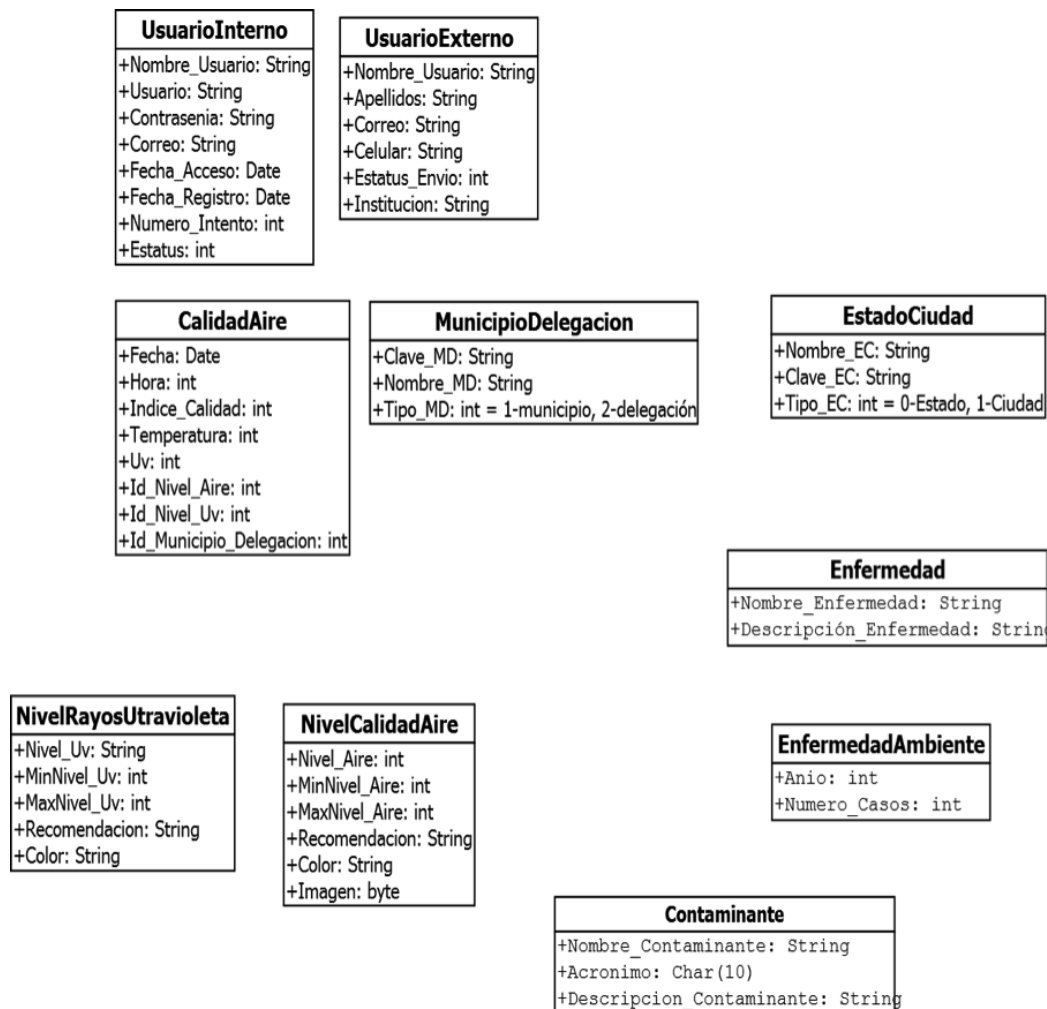 UsuarioInterno
+Nombre_Usuario: String
+Usuario: String
+Contrasenia: String
+Correo: String
+Fecha_Acceso: Date
+Fecha_Registro: Date
+Numero_Intento: int
+Estatus: int
UsuarioExterno
+Nombre_Usuario: String
+Apellidos: String
+Correo: String
+Celular: String
+Estatus_Envio: int
+Institucion: String
CalidadAire
+Fecha: Date
+Hora: int
+Indice_Calidad: int
+Temperatura: int
+Uv: int
+Id_Nivel_Aire: int
+Id_Nivel_Uv: int
+Id_Municipio_Delegacion: int
MunicipioDelegacion
+Clave_MD: String
+Nombre_MD: String
+Tipo_MD: int = 1-municipio, 2-delegación
EstadoCiudad
+Nombre_EC: String
+Clave_EC: String
+Tipo_EC: int = 0-Estado, 1-Ciudad
Enfermedad
+Nombre_Enfermedad: String
+Descripción_Enfermedad: String
NivelRayosUtravioleta
+Nivel_Uv: String
+MinNivel_Uv: int
+MaxNivel_Uv: int
+Recomendacion: String
+Color: String
NivelCalidadAire
+Nivel_Aire: int
+MinNivel_Aire: int
+MaxNivel_Aire: int
+Recomendacion: String
+Color: String
+Imagen: byte
EnfermedadAmbiente
+Anio: int
+Numero_Casos: int
Contaminante
+Nombre_Contaminante: String
+Acronimo: Char(10)
+Descripcion_Contaminante: String